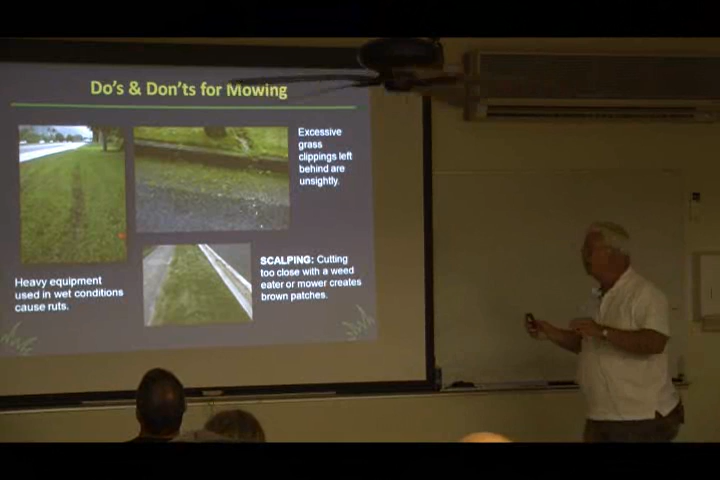 Do's & Don'ts for Mowing
Excessive
grass
clippings left
behind are
unsightly.
Heavy equipment
used in wet conditions
cause ruts.
SCALPING: Cutting
too close with a weed
eater or mower creates
brown patches.